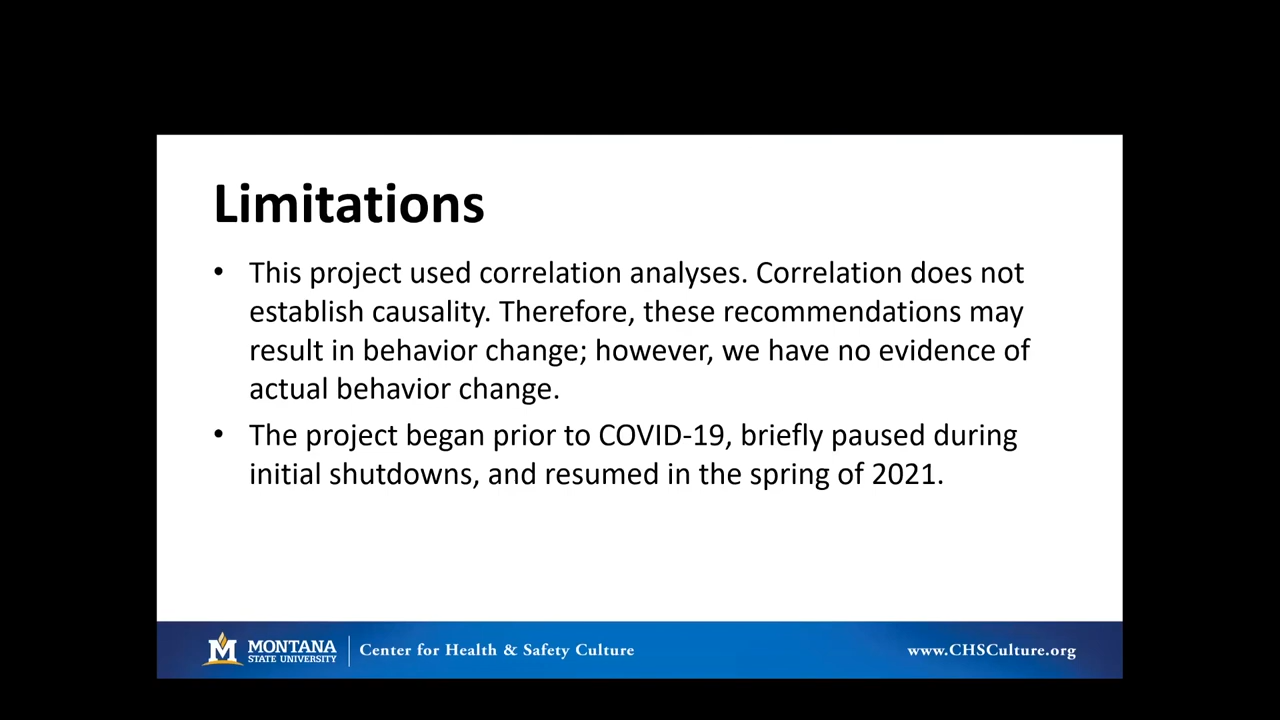 Limitations
• This project used correlation analyses. Correlation does not
establish causality. Therefore, these recommendations may
result in behavior change; however, we have no evidence of
actual behavior change.
• The project began prior to COVID-19, briefly paused during
initial shutdowns, and resumed in the spring of 2021.
M MONTANA
STATE UNIVERSITY
Center for Health & Safety Culture
www.CHSCulture.org